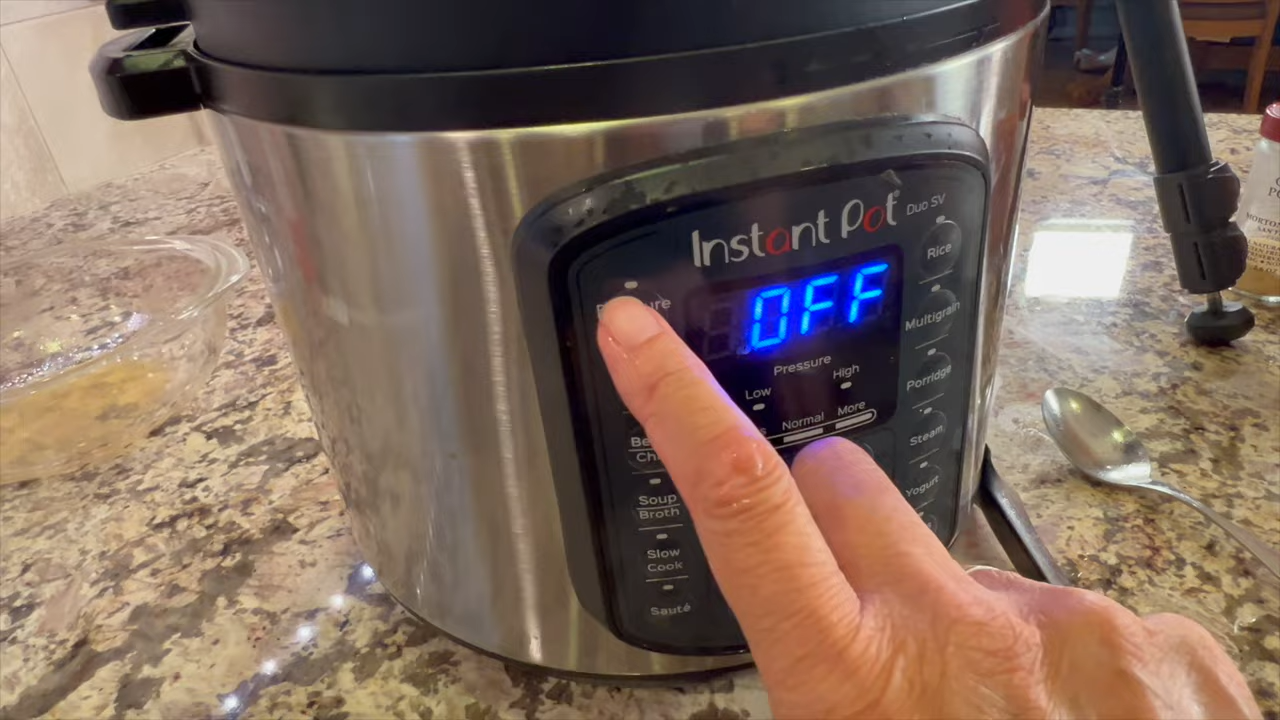 Instant Pot
Duo SV
OFF
Pressure
Low
High
Normal
More
Soup
Broth
Slow
Cook
Sauté
Rice
Multigrain
Porridge
Steam
Yogurt